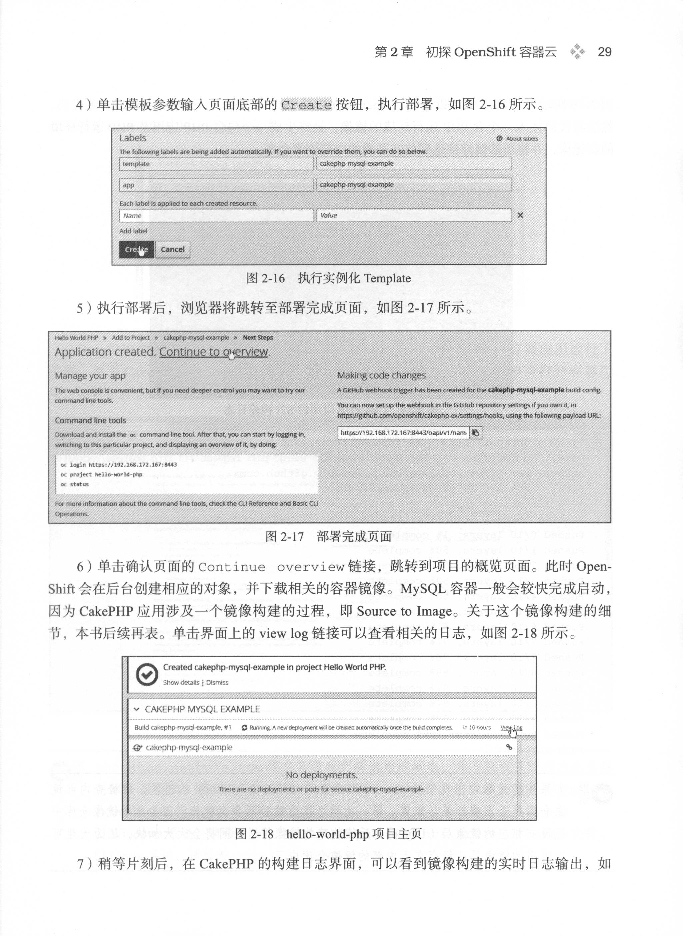 第 2 章 初探 OpenShift 容器云 29
4）单击模板参数输入页面底部的 Create 按钮，执行部署，如图 2-16 所示。
Labels About labels
The following labels are being added automatically. If you want to override them, you can do so below.
template cakephp-mysql-example
app cakephp-mysql-example
Each label is applied to each created resource.
Name Value ×
Add label
Create Cancel
图 2-16 执行实例化 Template
5）执行部署后，浏览器将跳转至部署完成页面，如图 2-17 所示。
Hello World PHP » Add to Project » cakephp-mysql-example » Next Steps
Application created. Continue to overview.
Manage your app
The web console is convenient, but if you need deeper control you may want to try our
command line tools.
Command line tools
Download and install the oc command line tool. After that, you can start by logging in,
switching to this particular project, and displaying an overview of it, by doing:
oc login https://192.168.172.167:8443
oc project hello-world-php
oc status
For more information about the command line tools, check the CLI Reference and Basic CLI
Operations.
Making code changes
A GitHub webhook trigger has been created for the cakephp-mysql-example build config.
You can now set up the webhook in the GitHub repository settings if you own it, in
https://github.com/openshift/cakephp-ex/settings/hooks, using the following payload URL:
https://192.168.172.167:8443/oapi/v1/nam
图 2-17 部署完成页面
6）单击确认页面的 Continue overview 链接，跳转到项目的概览页面。此时 Open-
Shift 会在后台创建相应的对象，并下载相关的容器镜像。MySQL 容器一般会较快完成启动，
因为 CakePHP 应用涉及一个镜像构建的过程，即 Source to Image。关于这个镜像构建的细
节，本书后续再表。单击界面上的 view log 链接可以查看相关的日志，如图 2-18 所示。
Created cakephp-mysql-example in project Hello World PHP.
Show details | Dismiss
CAKEPHP MYSQL EXAMPLE
Build cakephp-mysql-example, #1 Running. A new deployment will be created automatically once the build completes. 10 hours View Log
cakephp-mysql-example
No deployments.
There are no deployments or pods for service cakephp-mysql-example.
图 2-18 hello-world-php 项目主页
7）稍等片刻后，在 CakePHP 的构建日志界面，可以看到镜像构建的实时日志输出，如